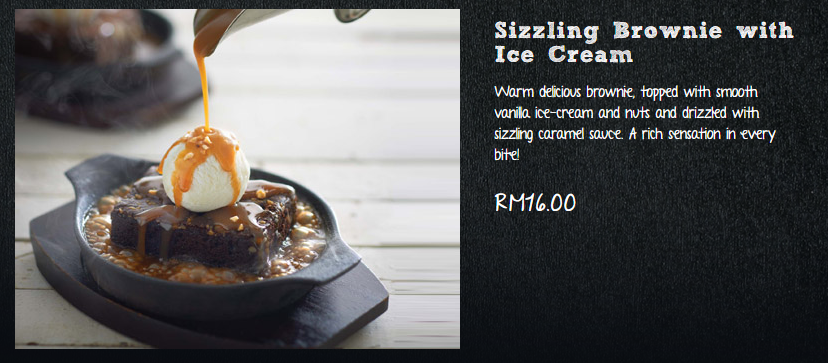 Sizzling Brownie with
Ice Cream
Warm delicious brownie, topped with smooth
vanilla ice-cream and nuts and drizzled with
sizzling caramel sauce. A rich sensation in every
bite!
RM16.00